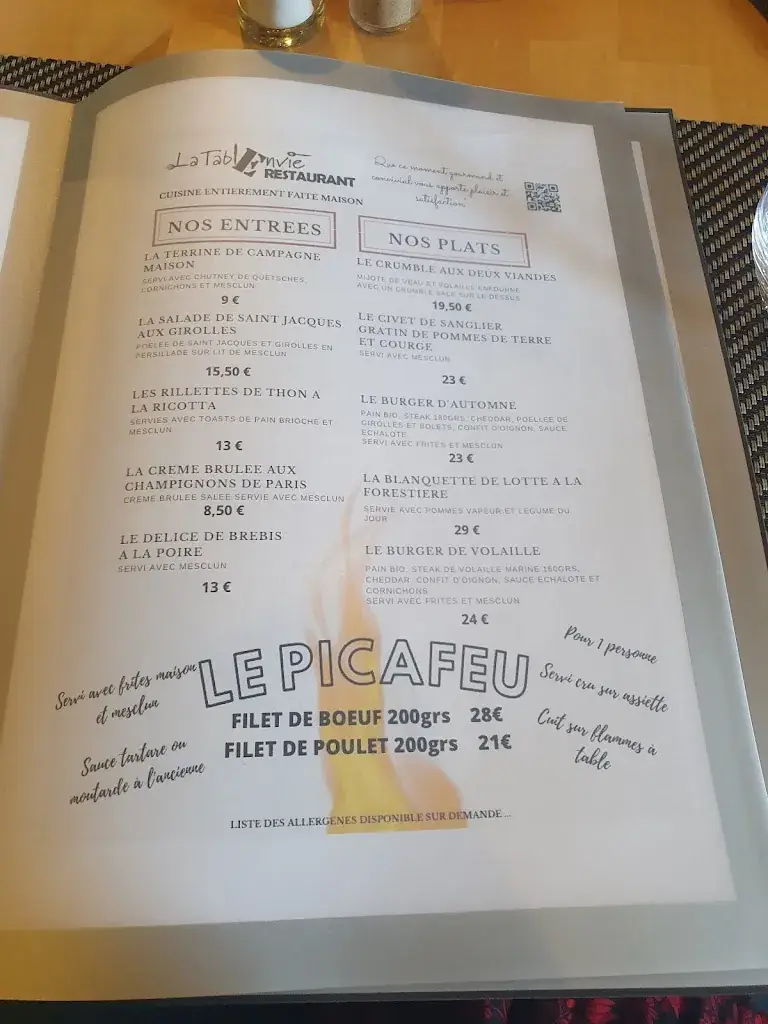 La Tabl'Envie
RESTAURANT
CUISINE ENTIEREMENT FAITE MAISON
Que ce moment gourmand et
convivial vous apporte plaisir et
satisfaction
NOS ENTREES
LA TERRINE DE CAMPAGNE
MAISON
SERVI AVEC CHUTNEY DE QUETSCHES,
CORNICHONS ET MESCLUN
9 €
LA SALADE DE SAINT JACQUES
AUX GIROLLES
POELEE DE SAINT JACQUES ET GIROLLES EN
PERSILLADE SUR LIT DE MESCLUN
15,50 €
LES RILLETTES DE THON A
LA RICOTTA
SERVIES AVEC TOASTS DE PAIN BRIOCHE ET
MESCLUN
13 €
LA CREME BRULEE AUX
CHAMPIGNONS DE PARIS
CREME BRULEE SALEE SERVIE AVEC MESCLUN
8,50 €
LE DELICE DE BREBIS
A LA POIRE
SERVI AVEC MESCLUN
13 €
NOS PLATS
LE CRUMBLE AUX DEUX VIANDES
MIJOTE DE VEAU ET VOLAILLE ENFOURNE
AVEC UN CRUMBLE SALE SUR LE DESSUS
19,50 €
LE CIVET DE SANGLIER
GRATIN DE POMMES DE TERRE
ET COURGE
SERVI AVEC MESCLUN
23 €
LE BURGER D'AUTOMNE
PAIN BIO, STEAK 180GRS, CHEDDAR, POELLEE DE
GIROLLES ET BOLETS, CONFIT D'OIGNON, SAUCE
ECHALOTE
SERVI AVEC FRITES ET MESCLUN
23 €
LA BLANQUETTE DE LOTTE A LA
FORESTIERE
SERVIE AVEC POMMES VAPEUR ET LEGUME DU
JOUR
29 €
LE BURGER DE VOLAILLE
PAIN BIO, STEAK DE VOLAILLE MARINE 160GRS,
CHEDDAR, CONFIT D'OIGNON, SAUCE ECHALOTE ET
CORNICHONS
SERVI AVEC FRITES ET MESCLUN
24 €
LE PICAFEU
FILET DE BOEUF 200grs 28€
FILET DE POULET 200grs 21€
Servi avec frites maison
et mesclun
Sauce tartare ou
moutarde à l'ancienne
Pour 1 personne
Servi cru sur assiette
Cuit sur flammes à
table
LISTE DES ALLERGENES DISPONIBLE SUR DEMANDE ...